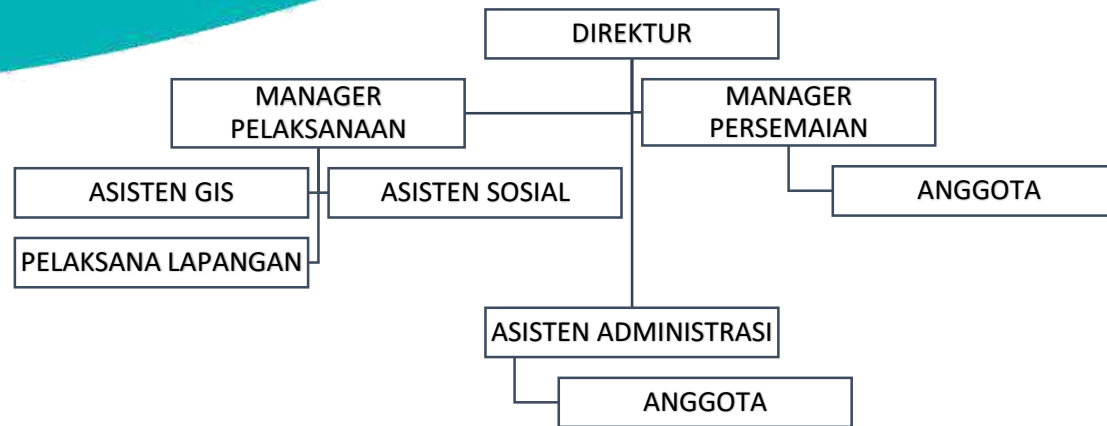 DIREKTUR
MANAGER
PELAKSANAAN
MANAGER
PERSEMAIAN
ASISTEN GIS
ASISTEN SOSIAL
ANGGOTA
PELAKSANA LAPANGAN
ASISTEN ADMINISTRASI
ANGGOTA